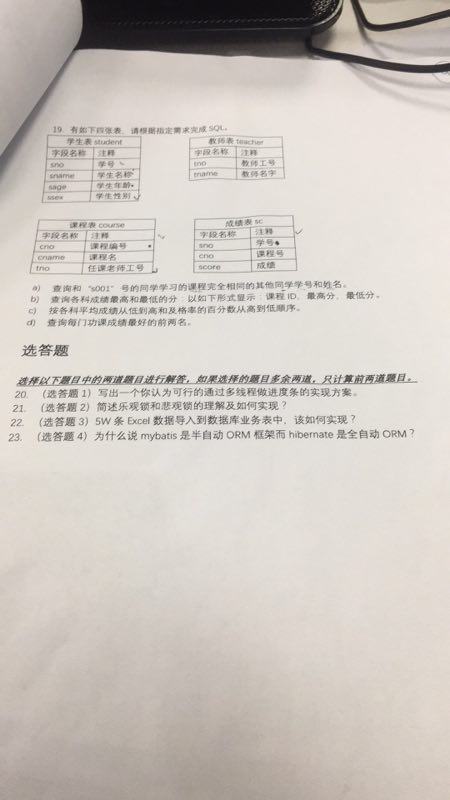 19. 有如下四张表，请根据指定需求完成 SQL。
学生表 student
字段名称 注释
sno 学号
sname 学生名称
sage 学生年龄
ssex 学生性别
教师表 teacher
字段名称 注释
tno 教师工号
tname 教师名字
课程表 course
字段名称 注释
cno 课程编号
cname 课程名
tno 任课老师工号
成绩表 sc
字段名称 注释
sno 学号
cno 课程号
score 成绩
a) 查询和 "s001" 号的同学学习的课程完全相同的其他同学学号和姓名。
b) 查询各科成绩最高和最低的分：以如下形式显示：课程 ID，最高分，最低分。
c) 按各科平均成绩从低到高和及格率的百分数从高到低顺序。
d) 查询每门功课成绩最好的前两名。
选答题
选择以下题目中的两道题目进行解答，如果选择的题目多余两道，只计算前两道题目。
20. （选答题 1）写出一个你认为可行的通过多线程做进度条的实现方案。
21. （选答题 2）简述乐观锁和悲观锁的理解及如何实现？
22. （选答题 3）5W 条 Excel 数据导入到数据库业务表中，该如何实现？
23. （选答题 4）为什么说 mybatis 是半自动 ORM 框架而 hibernate 是全自动 ORM？